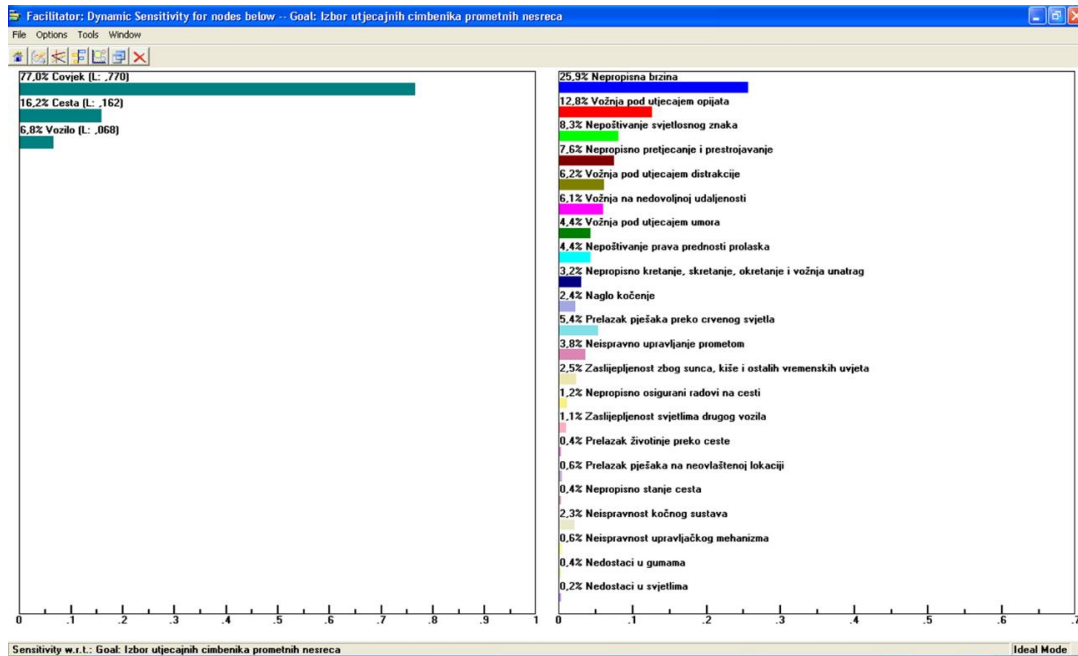 Facilitator: Dynamic Sensitivity for nodes below -- Goal: Izbor utjecajnih cimbenika prometnih nesreca
File Options Tools Window
77,0% Covjek (L: ,770)
16,2% Cesta (L: ,162)
6,8% Vozilo (L: ,068)
0 .1 .2 .3 .4 .5 .6 .7 .8 .9 1
25,9% Nepropisna brzina
12,8% Vožnja pod utjecajem opijata
8,3% Nepoštivanje svjetlosnog znaka
7,6% Nepropisno pretjecanje i prestrojavanje
6,2% Vožnja pod utjecajem distrakcije
6,1% Vožnja na nedovoljnoj udaljenosti
4,4% Vožnja pod utjecajem umora
4,4% Nepoštivanje prava prednosti prolaska
3,2% Nepropisno kretanje, skretanje, okretanje i vožnja unatrag
2,4% Naglo kočenje
5,4% Prelazak pješaka preko crvenog svjetla
3,8% Neispravno upravljanje prometom
2,5% Zaslijepljenost zbog sunca, kiše i ostalih vremenskih uvjeta
1,2% Nepropisno osigurani radovi na cesti
1,1% Zaslijepljenost svjetlima drugog vozila
0,4% Prelazak životinje preko ceste
0,6% Prelazak pješaka na neovlaštenoj lokaciji
0,4% Nepropisno stanje cesta
2,3% Neispravnost kočnog sustava
0,6% Neispravnost upravljačkog mehanizma
0,4% Nedostaci u gumama
0,2% Nedostaci u svjetlima
0 .1 .2 .3 .4 .5 .6 .7
Sensitivity w.r.t.: Goal: Izbor utjecajnih cimbenika prometnih nesreca
Ideal Mode